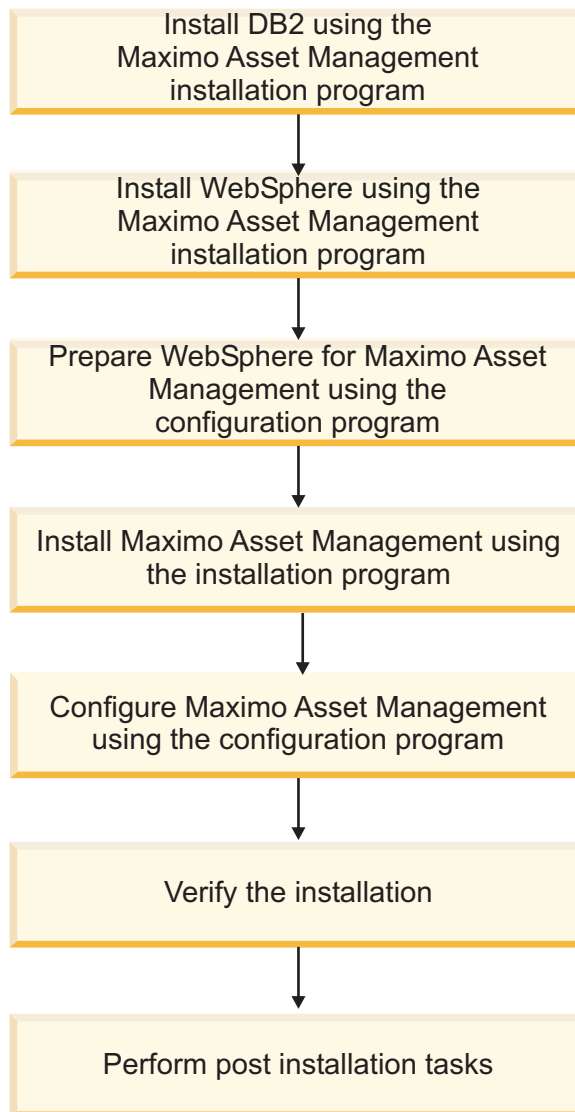 Install DB2 using the
Maximo Asset Management
installation program
Install WebSphere using the
Maximo Asset Management
installation program
Prepare WebSphere for Maximo Asset
Management using the
configuration program
Install Maximo Asset Management using
the installation program
Configure Maximo Asset Management
using the configuration program
Verify the installation
Perform post installation tasks